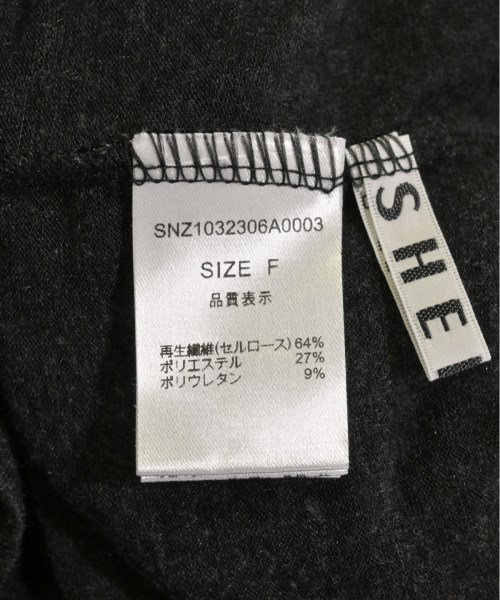 SNZ1032306A0003
SIZE F
品質表示
再生繊維(セルロース) 64%
ポリエステル 27%
ポリウレタン 9%
SHE